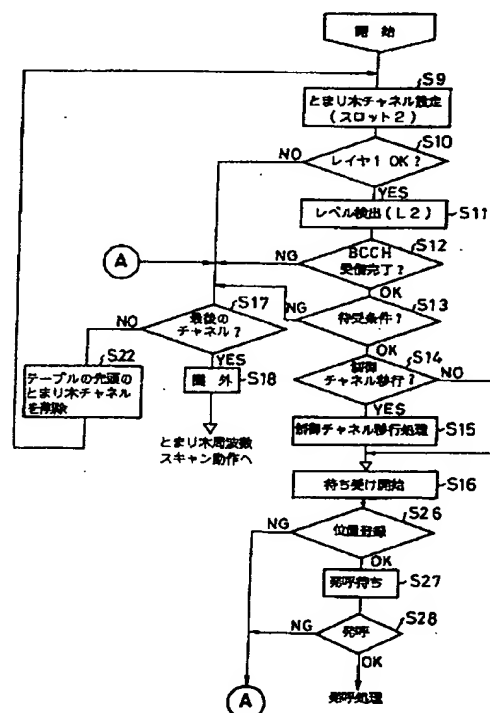 開始
S9
とまり木チャネル設定
(スロット2)
S10
レイヤ1 OK?
NO
YES
レベル検出(L2)
S11
S12
BCCH
受信完了?
NG
A
OK
S13
待受条件?
NG
S17
最後の
チャネル?
NO
YES
OK
S14
制御
チャネル移行?
NO
S22
テーブルの先頭の
とまり木チャネル
を削除
圏外
S18
YES
制御チャネル移行処理
S15
とまり木周波数
スキャン動作へ
待ち受け開始
S16
S26
位置登録
NG
OK
発呼待ち
S27
S28
発呼
NG
OK
A
発呼処理